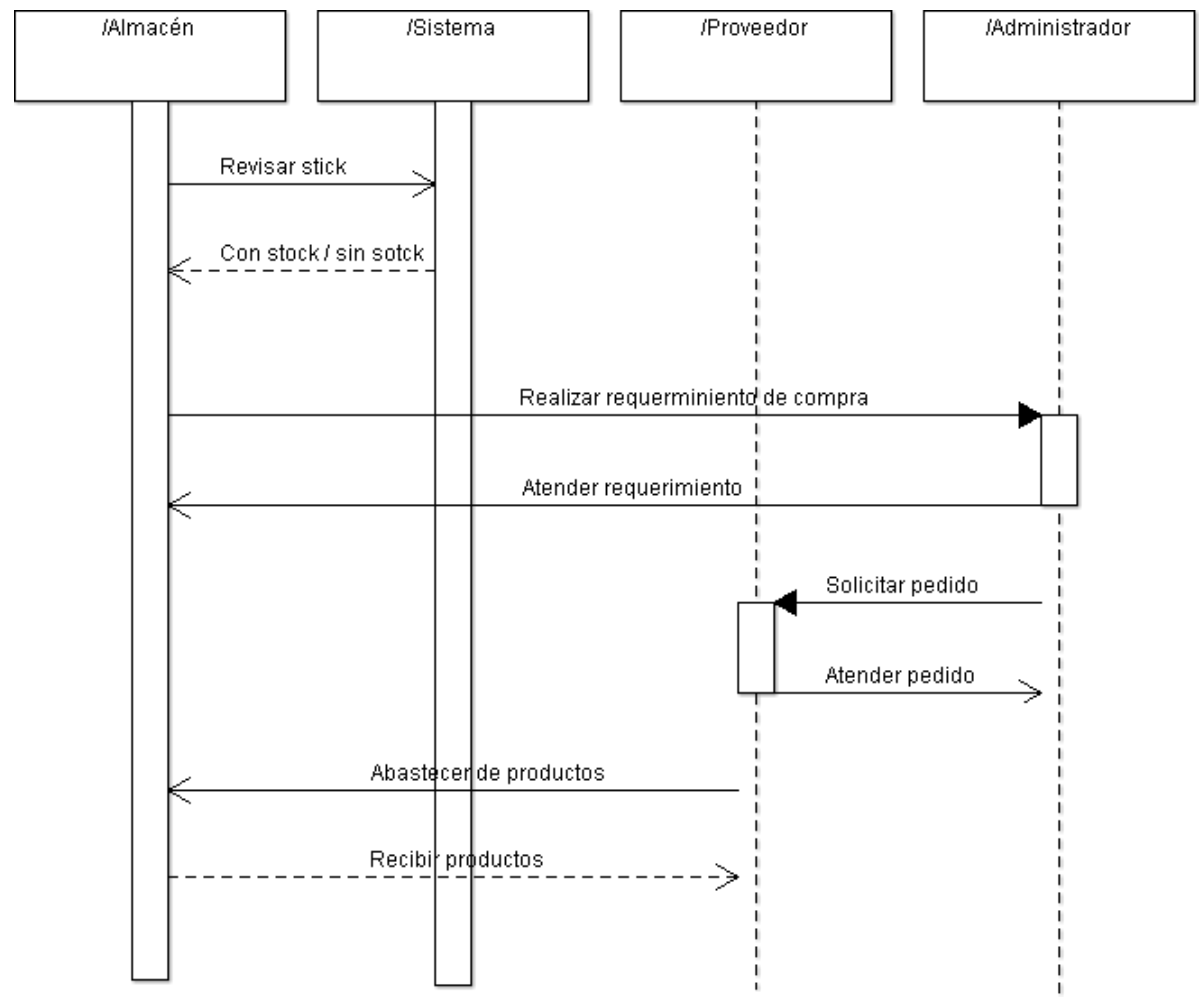 /Almacén
/Sistema
/Proveedor
/Administrador
Revisar stick
Con stock / sin sotck
Realizar requerminiento de compra
Atender requerimiento
Solicitar pedido
Atender pedido
Abastecer de productos
Recibir productos